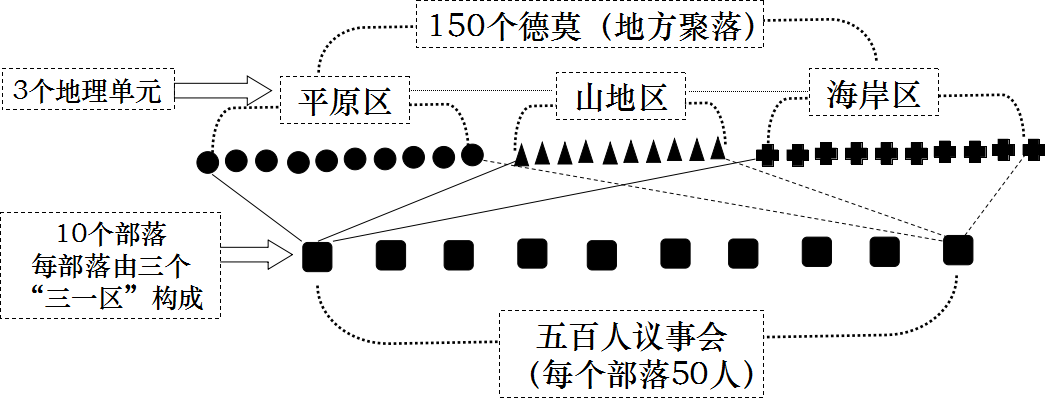 150个德莫（地方聚落）
3个地理单元
平原区
山地区
海岸区
10个部落
每部落由三个
“三一区”构成
五百人议事会
（每个部落50人）